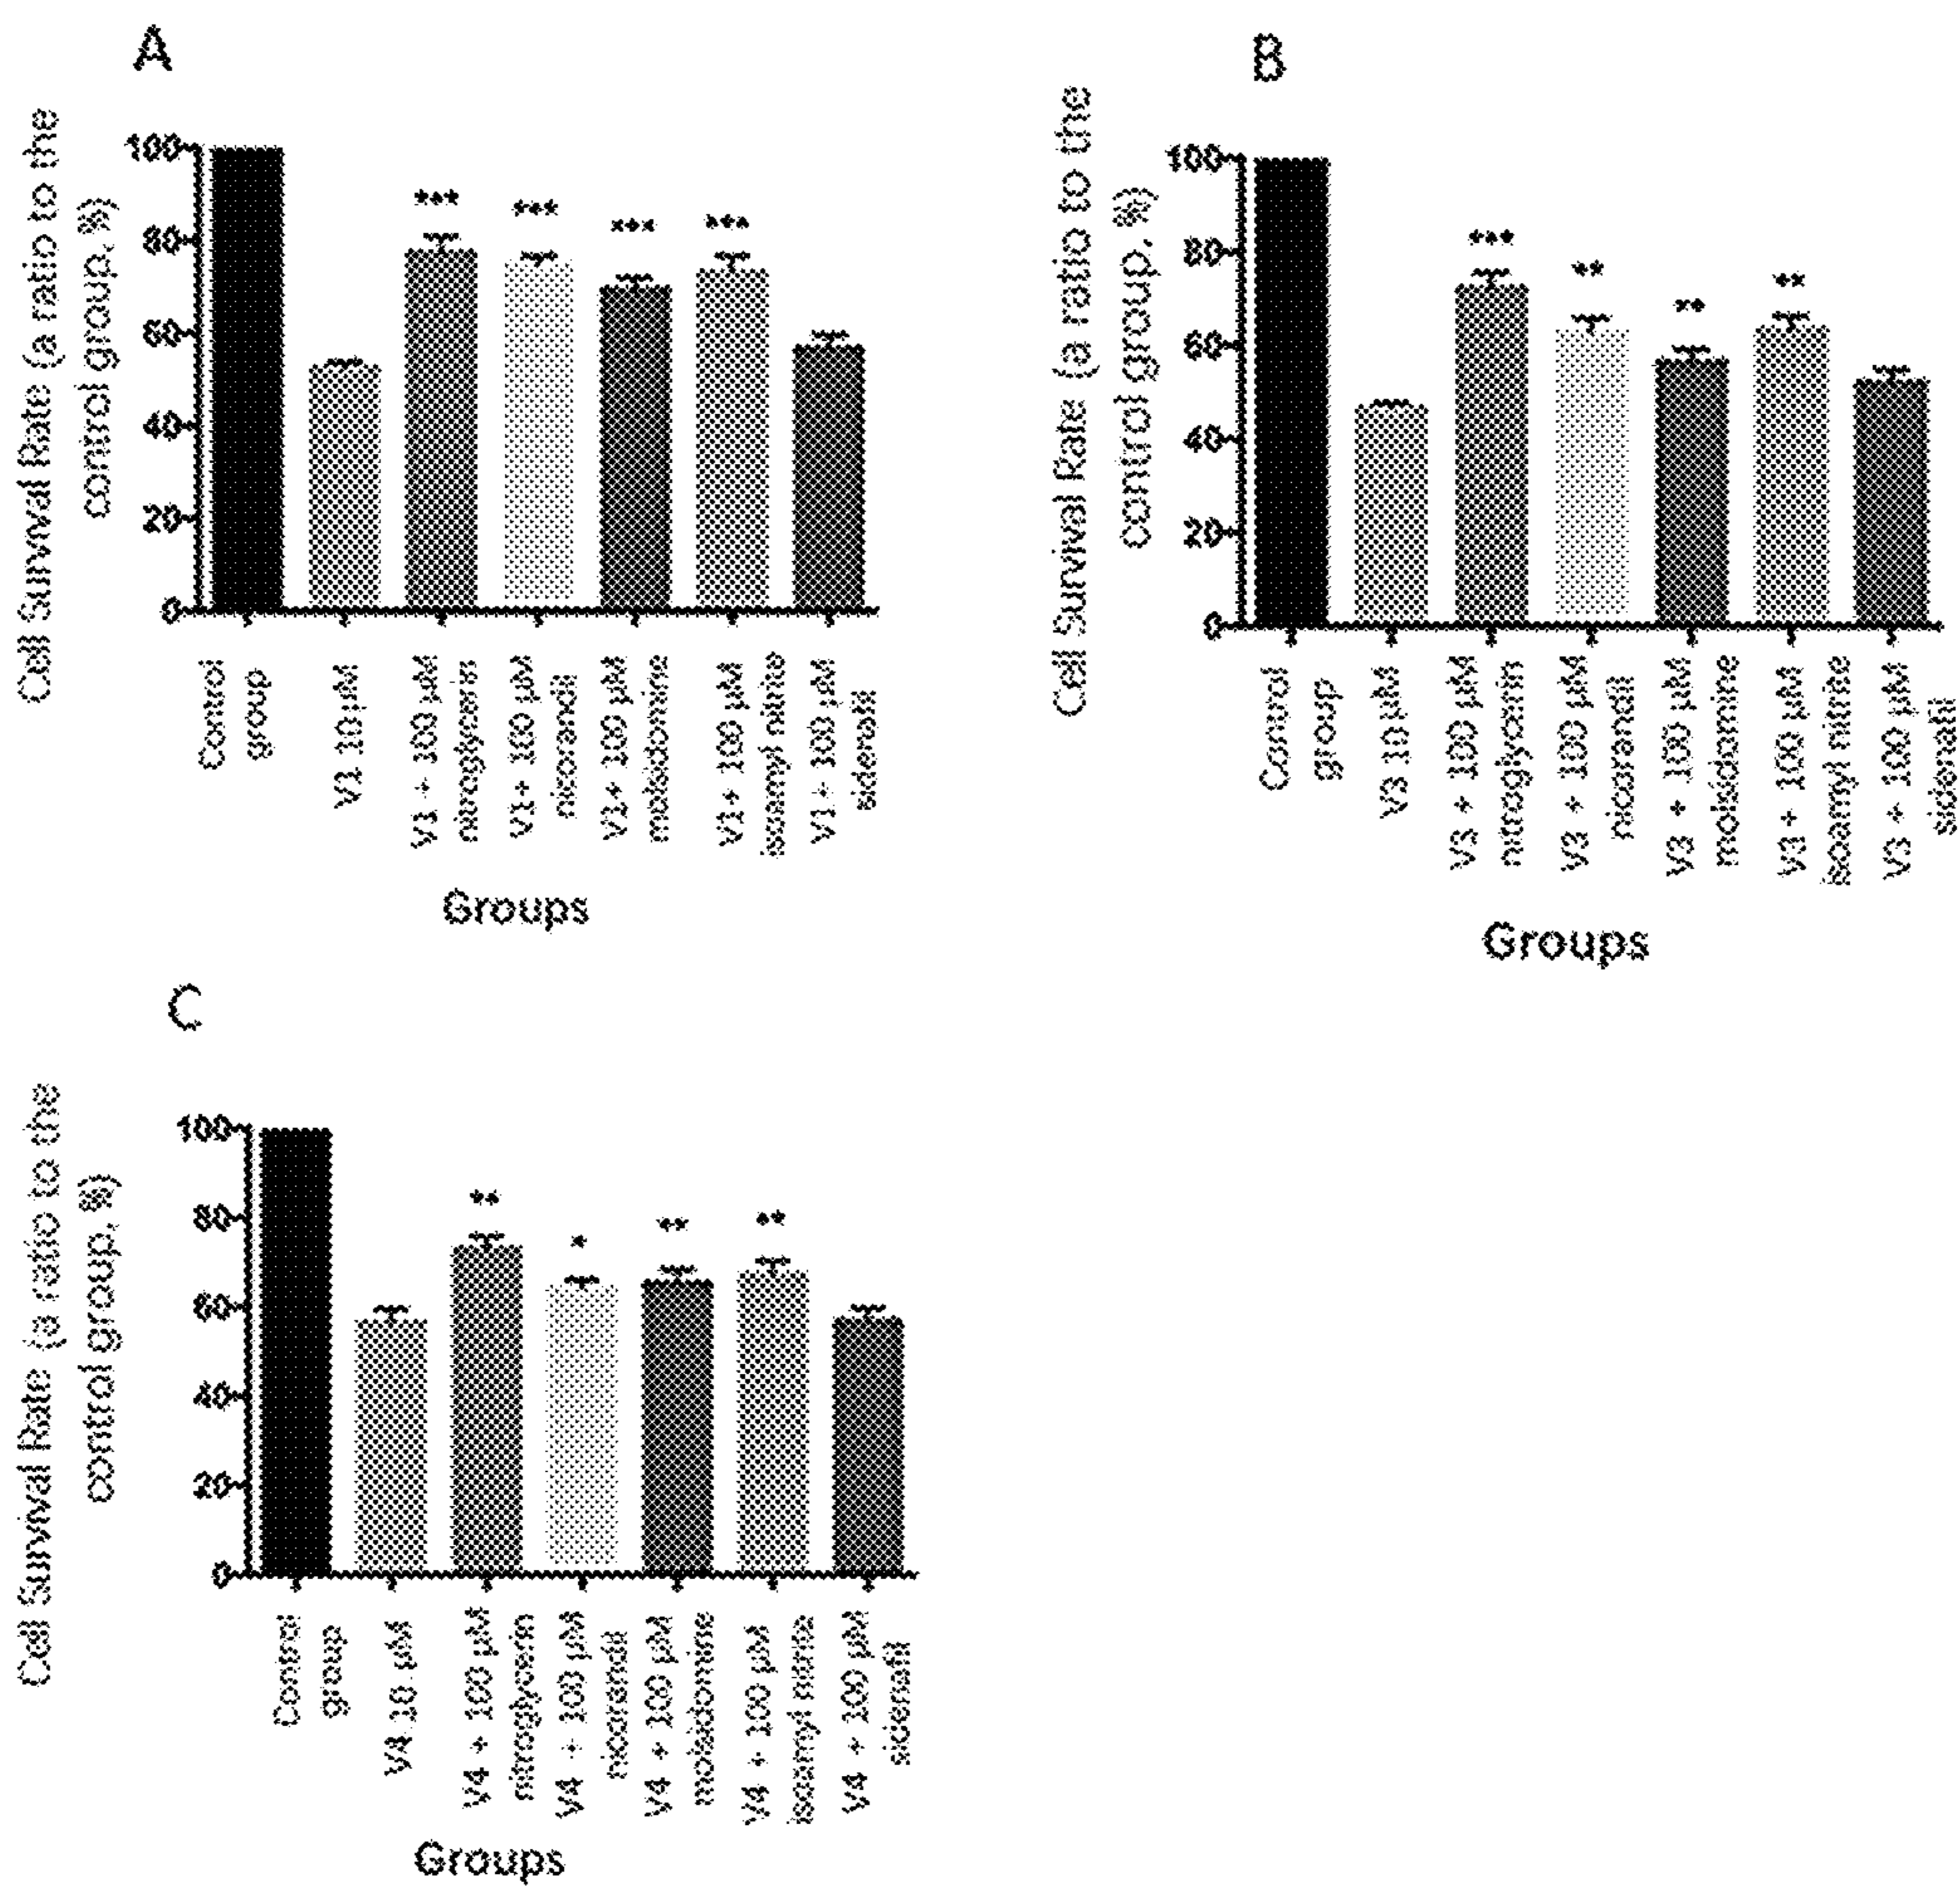 A
Cell Survival Rate (a ratio to the
control group, %)
100
80
60
40
20
0
***
***
***
***
Control
group
V1 10 µM
V1 + 100 µM
nitroglycerin
V1+ 100 µM
nicorandil
V1+ 100 µM
molsidomine
V1+ 100 µM
isoamyl nitrite
V1 + 100 µM
sidenafil
Groups
B
Cell Survival Rate (a ratio to the
control group, %)
100
80
60
40
20
0
***
**
**
**
Control
group
V3 10 µM
V3 + 100 µM
nitroglycerin
V3 + 100 µM
nicorandil
V3 + 100 µM
molsidomine
V3 + 100 µM
isoamyl nitrite
V3 + 100 µM
sidenafil
Groups
C
Cell Survival Rate (a ratio to the
control group, %)
100
80
60
40
20
0
**
*
**
**
Control
group
V4 10 µM
V4 + 100 µM
nitroglycerin
V4 + 100 µM
nicorandil
V4 + 100 µM
molsidomine
V4 + 100 µM
isoamyl nitrite
V4 + 100 µM
sidenafil
Groups